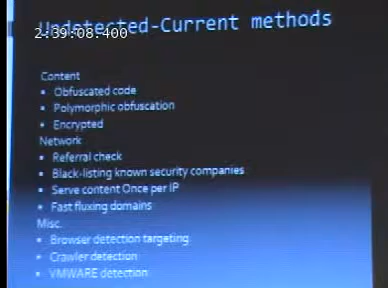 Undetected-Current methods
2:39:08:400
Content
Obfuscated code
Polymorphic obfuscation
Encrypted
Network
Referral check
Black-listing known security companies
Serve content Once per IP
Fast fluxing domains
Misc.
Browser detection targeting
Crawler detection
VMWARE detection